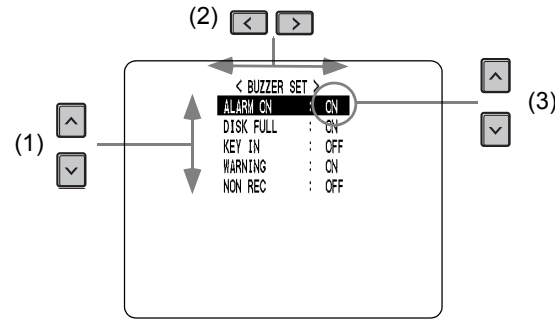 (2)
< BUZZER SET >
ALARM ON : ON
DISK FULL : ON
KEY IN : OFF
WARNING : ON
NON REC : OFF
(1)
(3)